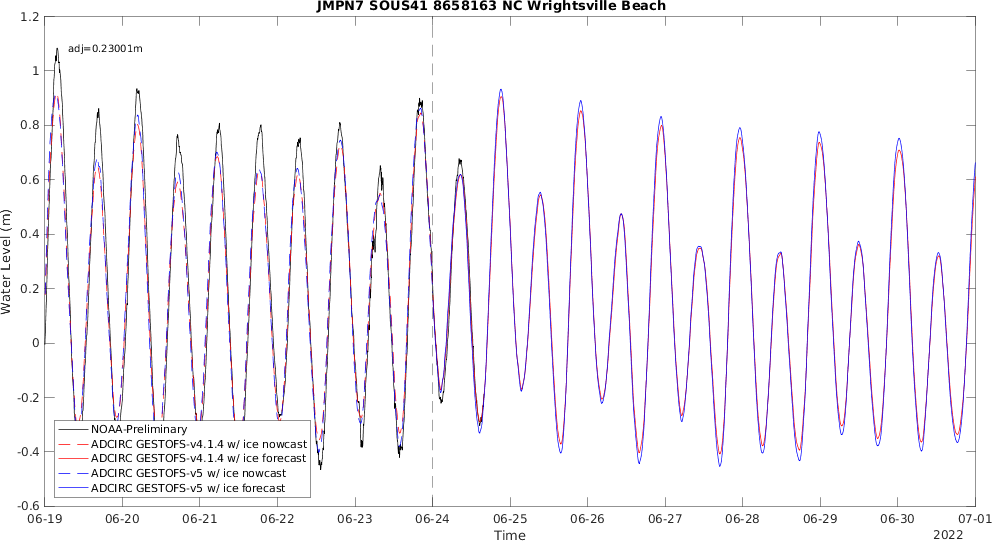 JMPN7 SOUS41 8658163 NC Wrightsville Beach
1.2
1
0.8
0.6
0.4
0.2
0
-0.2
-0.4
-0.6
Water Level (m)
adj=0.23001m
NOAA-Preliminary
ADCIRC GESTOFS-v4.1.4 w/ ice nowcast
ADCIRC GESTOFS-v4.1.4 w/ ice forecast
ADCIRC GESTOFS-v5 w/ ice nowcast
ADCIRC GESTOFS-v5 w/ ice forecast
06-19 06-20 06-21 06-22 06-23 06-24 06-25 06-26 06-27 06-28 06-29 06-30 07-01
Time
2022